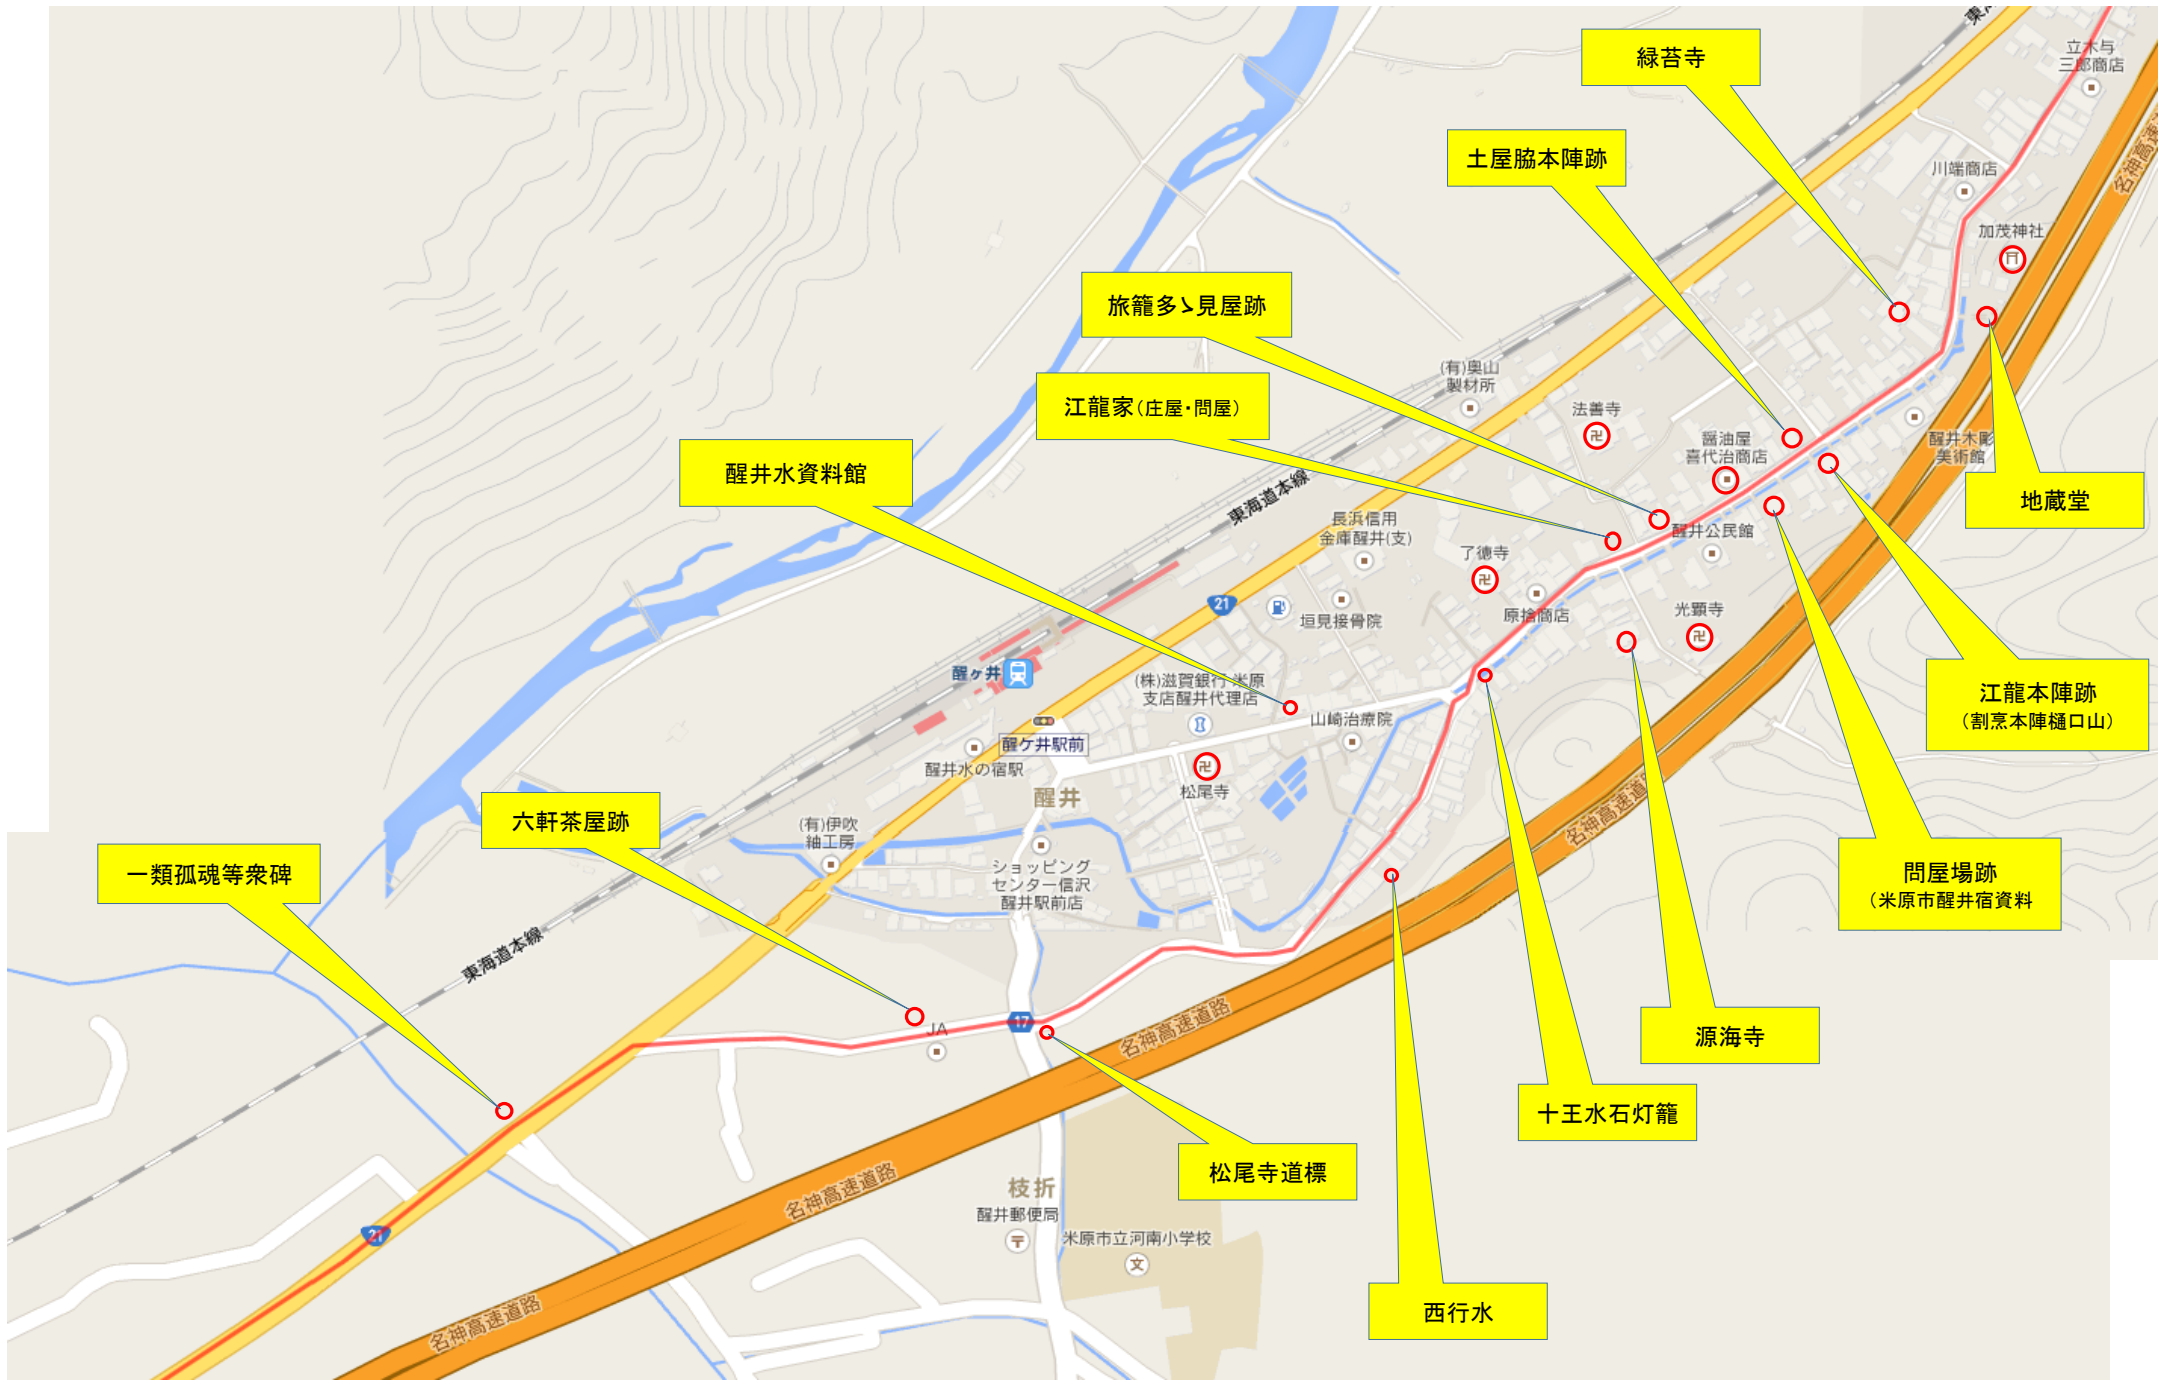 東海
立木与
三郎商店
緑苔寺
名神高速道
土屋脇本陣跡
川端商店
加茂神社
旅籠多ゝ見屋跡
(有)奥山
製材所
江龍家(庄屋・問屋)
法善寺
醤油屋
喜代治商店
醒井木彫
美術館
醒井水資料館
東海道本線
地蔵堂
長浜信用
金庫醒井(支)
醒井公民館
了徳寺
21
原捨商店
垣見接骨院
光顕寺
醒ヶ井
(株)滋賀銀行 米原
支店醒井代理店
江龍本陣跡
(割烹本陣樋口山)
山崎治療院
醒ケ井駅前
醒井水の宿駅
松尾寺
醒井
名神高速道路
六軒茶屋跡
(有)伊吹
紬工房
一類孤魂等衆碑
ショッピング
センター信沢
醒井駅前店
問屋場跡
(米原市醒井宿資料
東海道本線
JA
17
名神高速道路
源海寺
十王水石灯籠
松尾寺道標
名神高速道路
枝折
醒井郵便局
米原市立河南小学校
文
21
西行水
名神高速道路